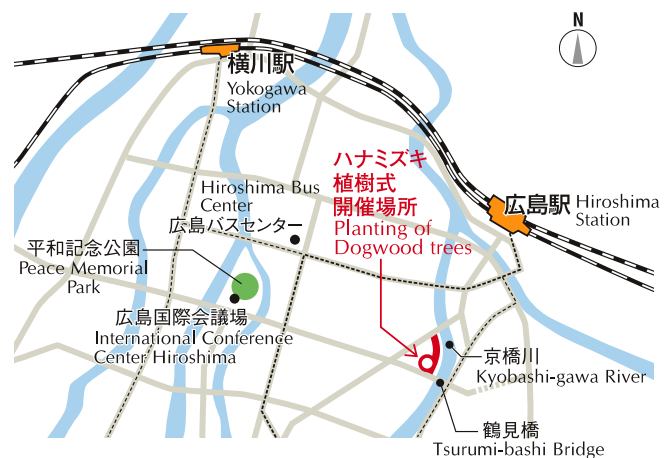 N
横川駅
Yokogawa
Station
ハナミズキ
植樹式
開催場所
Planting of
Dogwood trees
Hiroshima Bus
Center
広島バスセンター
広島駅 Hiroshima
Station
平和記念公園
Peace Memorial
Park
広島国際会議場
International Conference
Center Hiroshima
京橋川
Kyobashi-gawa River
鶴見橋
Tsurumi-bashi Bridge